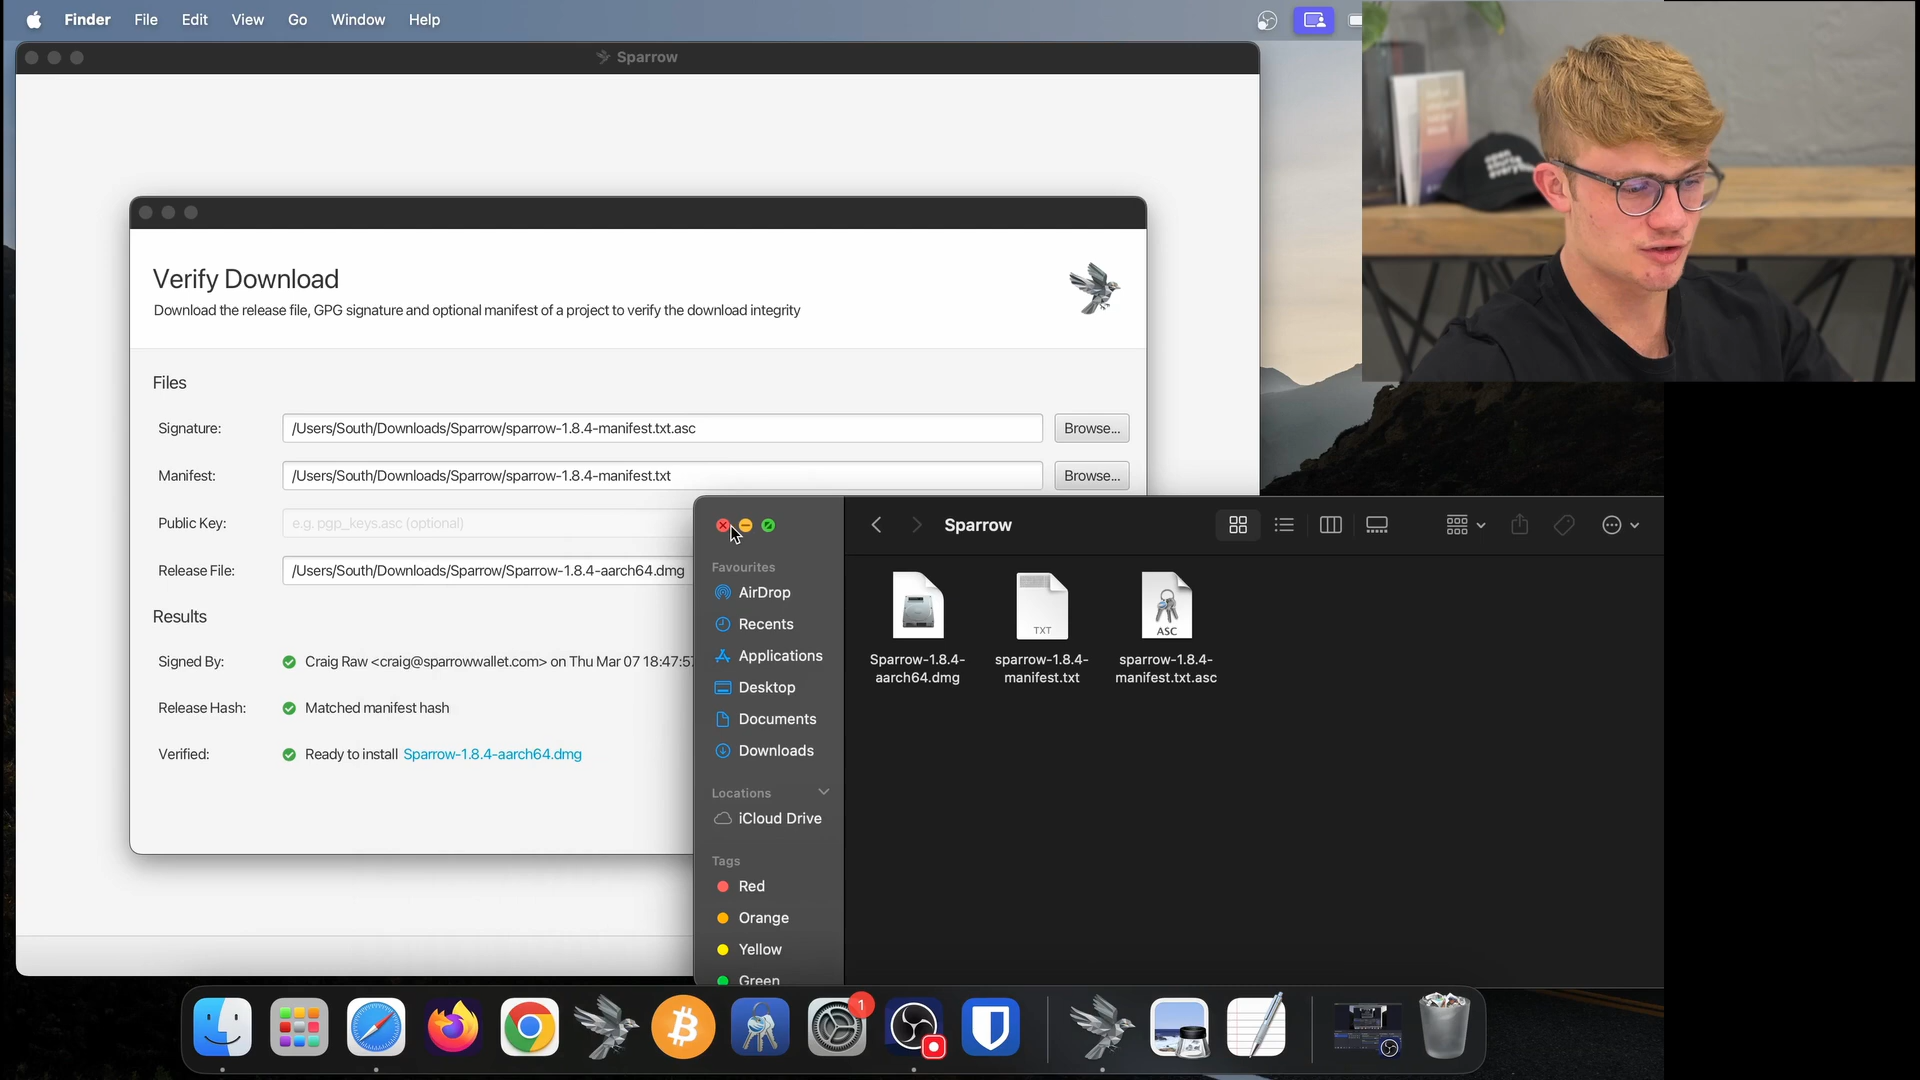 Finder File Edit View Go Window Help
Sparrow
Verify Download
Download the release file, GPG signature and optional manifest of a project to verify the download integrity
Files
Signature: /Users/South/Downloads/Sparrow/sparrow-1.8.4-manifest.txt.asc Browse...
Manifest: /Users/South/Downloads/Sparrow/sparrow-1.8.4-manifest.txt Browse...
Public Key: e.g. pgp_keys.asc (optional)
Release File: /Users/South/Downloads/Sparrow/Sparrow-1.8.4-aarch64.dmg
Results
Signed By: Craig Raw <craig@sparrowwallet.com> on Thu Mar 07 18:47:57
Release Hash: Matched manifest hash
Verified: Ready to install Sparrow-1.8.4-aarch64.dmg
Sparrow
Favourites
AirDrop
Recents
Applications
Desktop
Documents
Downloads
Locations
iCloud Drive
Tags
Red
Orange
Yellow
Green
TXT
ASC
Sparrow-1.8.4-
aarch64.dmg
sparrow-1.8.4-
manifest.txt
sparrow-1.8.4-
manifest.txt.asc
open
source
everything
1